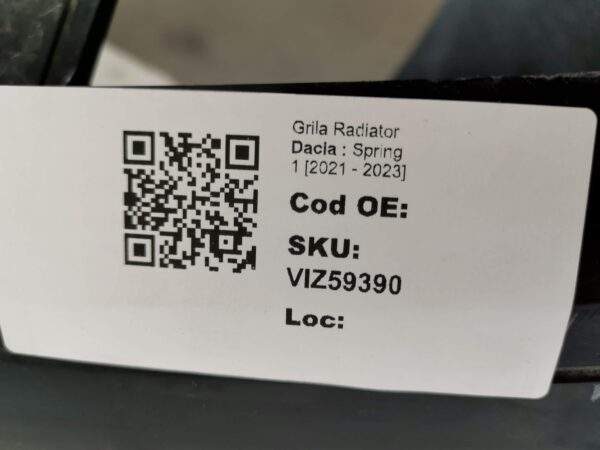 Grila Radiator
Dacia : Spring
1 [2021 - 2023]
Cod OE:
SKU:
VIZ59390
Loc: